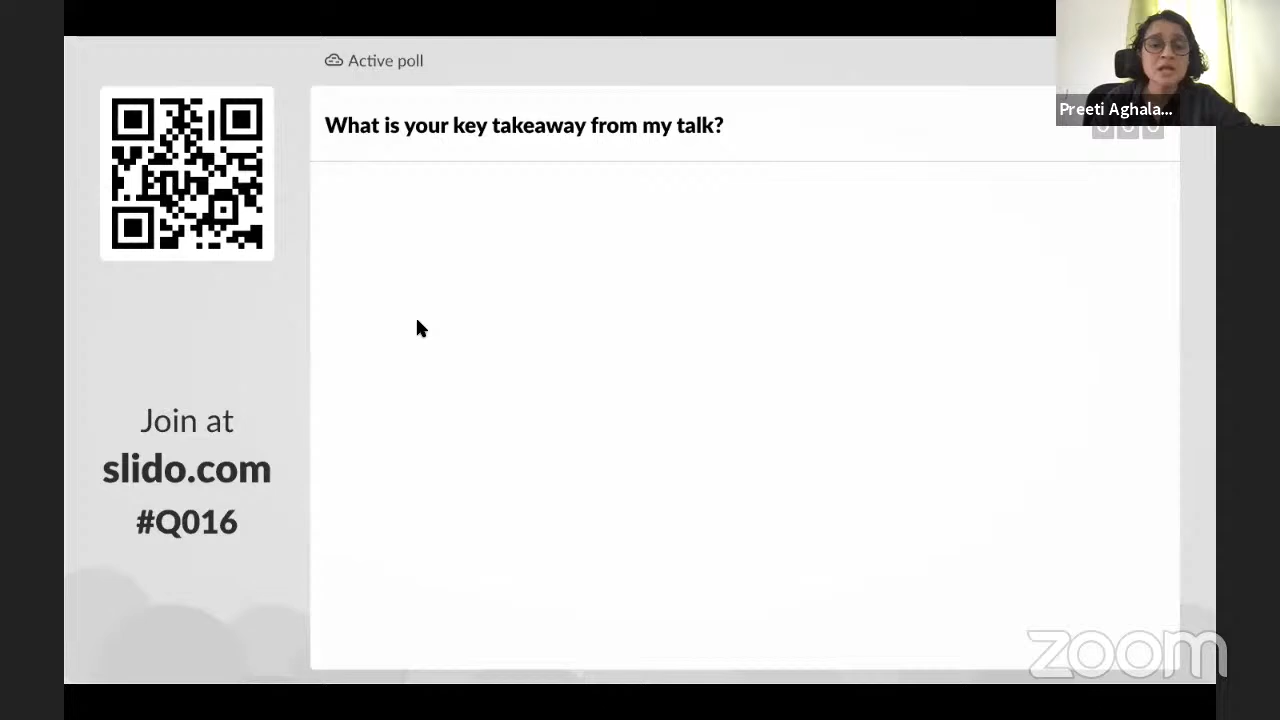 Active poll
What is your key takeaway from my talk?
Preeti Aghala...
Join at
slido.com
#Q016
zoom